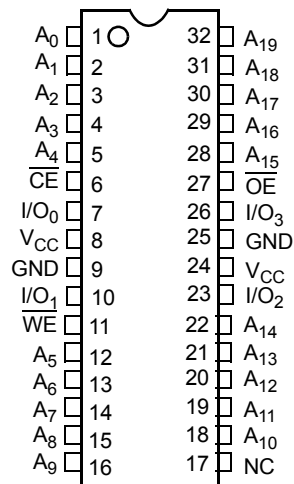 A0 1 32 A19
A1 2 31 A18
A2 3 30 A17
A3 4 29 A16
A4 5 28 A15
C̅E̅ 6 27 O̅E̅
I/O0 7 26 I/O3
VCC 8 25 GND
GND 9 24 VCC
I/O1 10 23 I/O2
W̅E̅ 11 22 A14
A5 12 21 A13
A6 13 20 A12
A7 14 19 A11
A8 15 18 A10
A9 16 17 NC